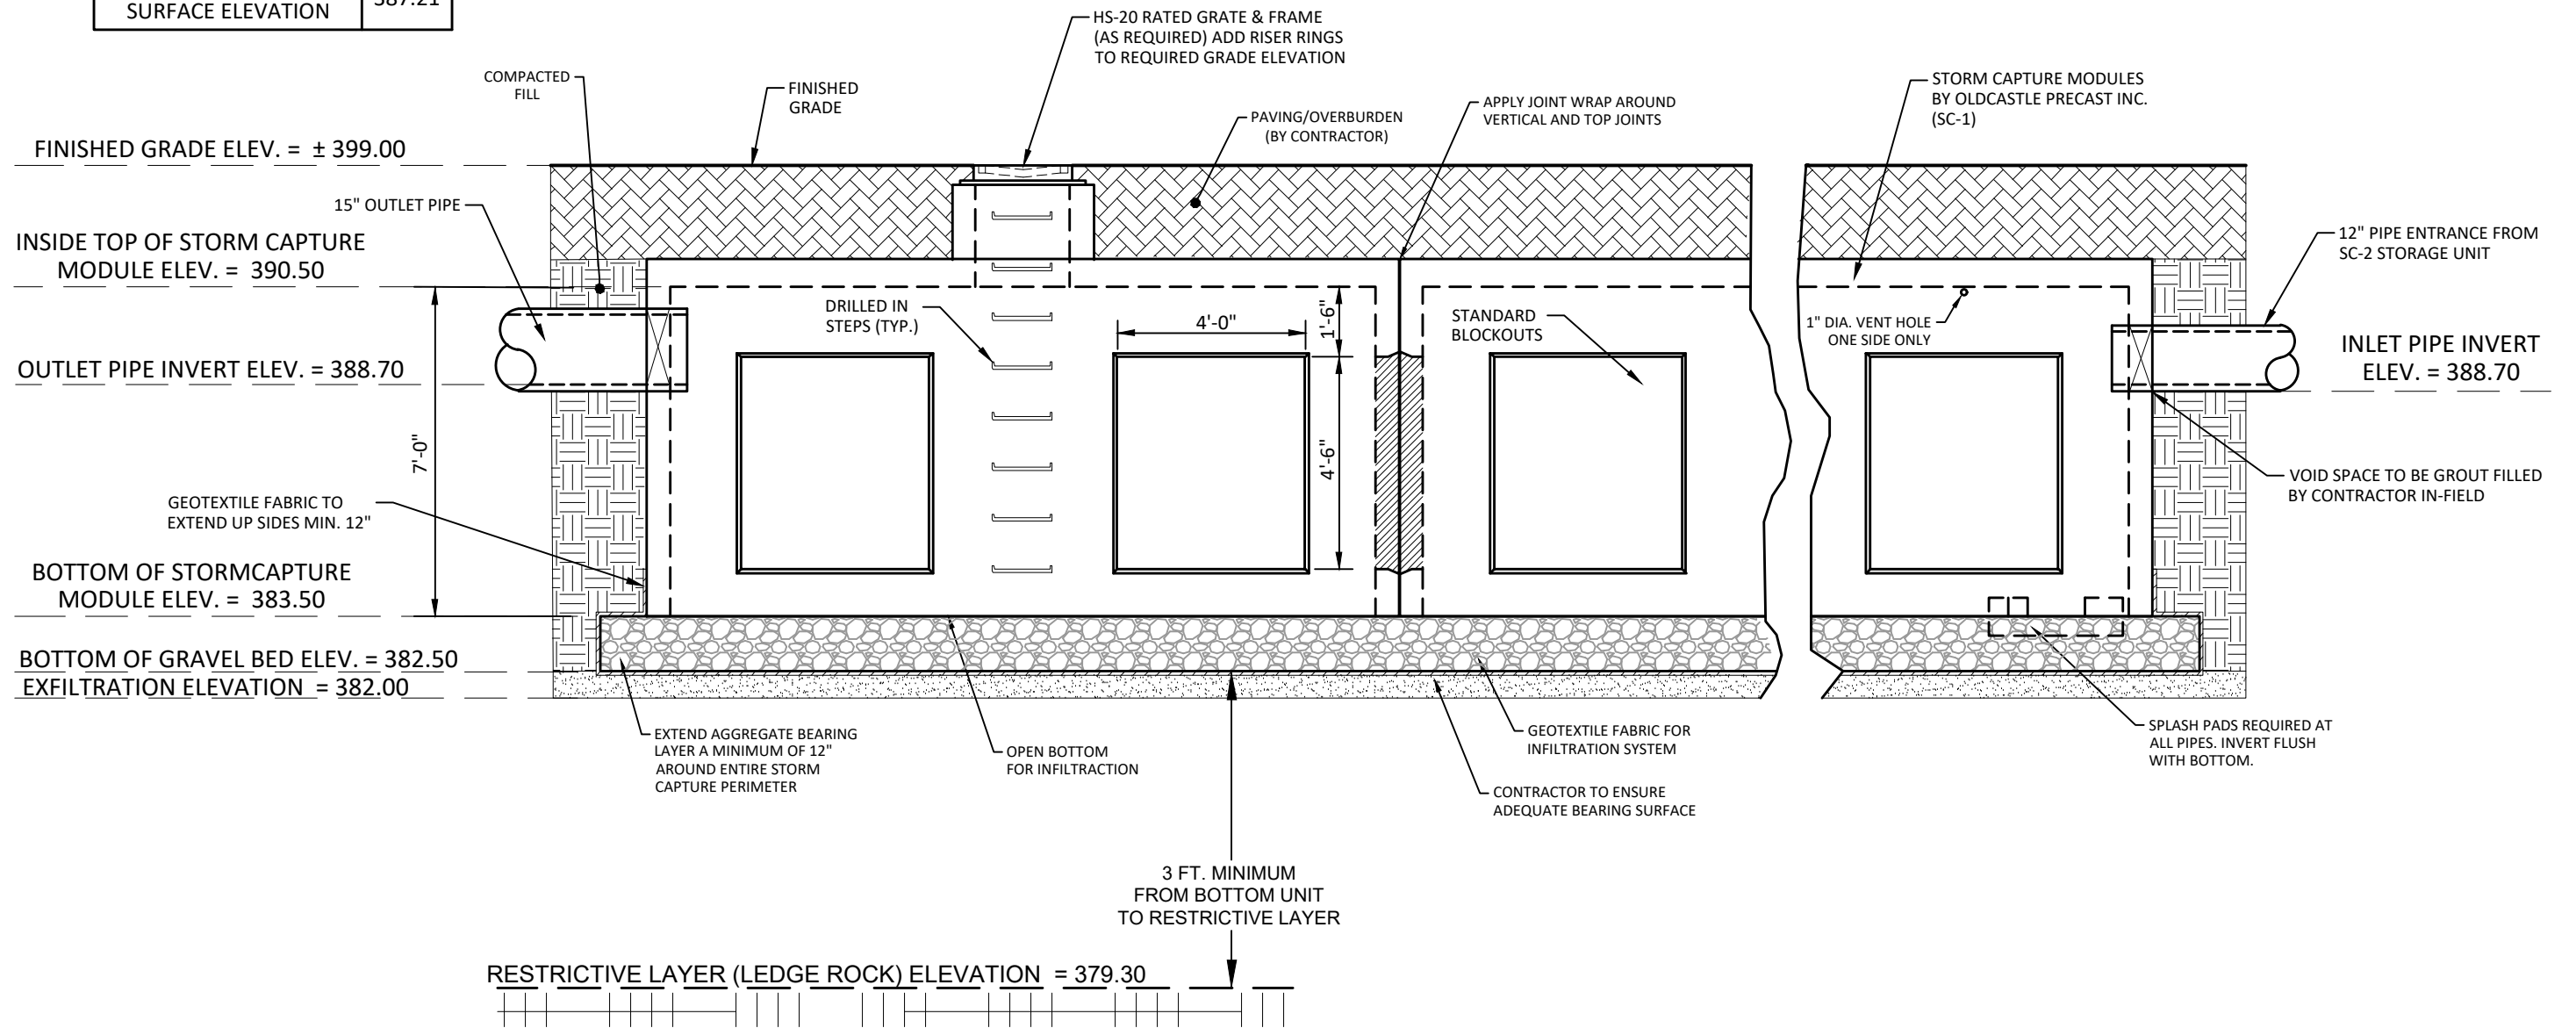 SURFACE ELEVATION
387.21
HS-20 RATED GRATE & FRAME
(AS REQUIRED) ADD RISER RINGS
TO REQUIRED GRADE ELEVATION
COMPACTED
FILL
FINISHED
GRADE
PAVING/OVERBURDEN
(BY CONTRACTOR)
APPLY JOINT WRAP AROUND
VERTICAL AND TOP JOINTS
STORM CAPTURE MODULES
BY OLDCASTLE PRECAST INC.
(SC-1)
FINISHED GRADE ELEV. = ± 399.00
15" OUTLET PIPE
INSIDE TOP OF STORM CAPTURE
MODULE ELEV. = 390.50
12" PIPE ENTRANCE FROM
SC-2 STORAGE UNIT
DRILLED IN
STEPS (TYP.)
4'-0"
1'-6"
STANDARD
BLOCKOUTS
1" DIA. VENT HOLE
ONE SIDE ONLY
OUTLET PIPE INVERT ELEV. = 388.70
INLET PIPE INVERT
ELEV. = 388.70
7'-0"
4'-6"
GEOTEXTILE FABRIC TO
EXTEND UP SIDES MIN. 12"
VOID SPACE TO BE GROUT FILLED
BY CONTRACTOR IN-FIELD
BOTTOM OF STORMCAPTURE
MODULE ELEV. = 383.50
BOTTOM OF GRAVEL BED ELEV. = 382.50
EXFILTRATION ELEVATION = 382.00
EXTEND AGGREGATE BEARING
LAYER A MINIMUM OF 12"
AROUND ENTIRE STORM
CAPTURE PERIMETER
OPEN BOTTOM
FOR INFILTRACTION
GEOTEXTILE FABRIC FOR
INFILTRATION SYSTEM
CONTRACTOR TO ENSURE
ADEQUATE BEARING SURFACE
SPLASH PADS REQUIRED AT
ALL PIPES. INVERT FLUSH
WITH BOTTOM.
3 FT. MINIMUM
FROM BOTTOM UNIT
TO RESTRICTIVE LAYER
RESTRICTIVE LAYER (LEDGE ROCK) ELEVATION = 379.30